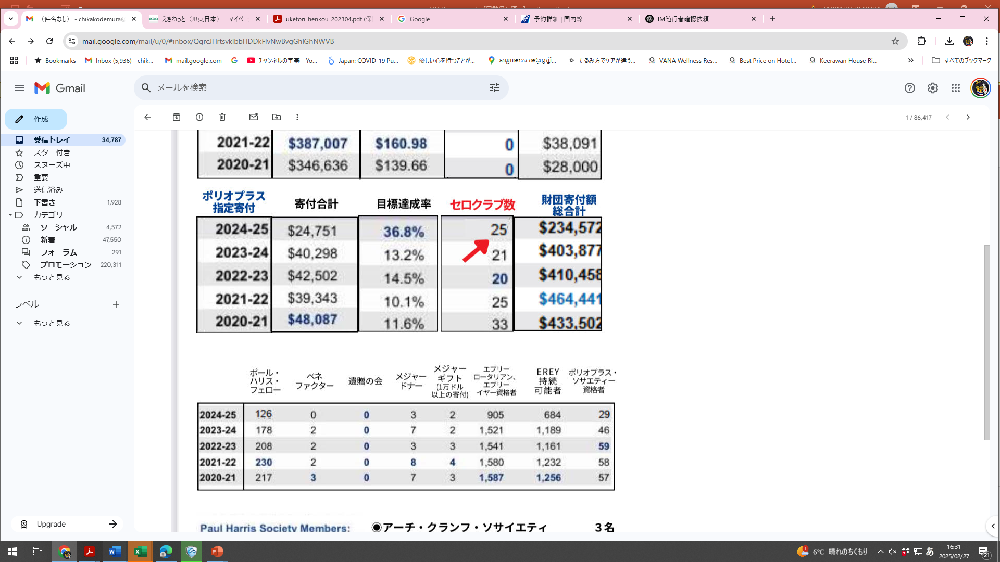 （件名なし） - chikakodemura@
えきねっと（JR東日本）｜マイペー
uketori_henkou_202304.pdf (保
Google
予約詳細 | 国内線
IM随行者確認依頼
mail.google.com/mail/u/0/#inbox/QgrcJHrtsvklbbHDDkFlvNwBvgGhlGhNWVB
Bookmarks
Inbox (5,936) - chik...
mail.google.com
チャンネルの字幕 - Yo...
Japan: COVID-19 Pu...
優しい心を持つことが...
たるみ方でケアが違う...
VANA Wellness Res...
Best Price on Hotel...
Keerawan House Ri...
すべてのブックマーク
Gmail
メールを検索
作成
1 / 86,417
受信トレイ 34,787
スター付き
スヌーズ中
重要
送信済み
下書き 1,928
カテゴリ
ソーシャル 4,572
新着 47,550
フォーラム 291
プロモーション 220,311
もっと見る
ラベル
もっと見る
Upgrade
2021-22 $387,007 $160.98 0 $38,091
2020-21 $346,636 $139.66 0 $28,000
ポリオプラス
指定寄付
寄付合計
目標達成率
セロクラブ数
財団寄付額
総合計
2024-25 $24,751 36.8% 25 $234,572
2023-24 $40,298 13.2% 21 $403,877
2022-23 $42,502 14.5% 20 $410,458
2021-22 $39,343 10.1% 25 $464,441
2020-21 $48,087 11.6% 33 $433,502
ポール・
ハリス・
フェロー
ベネ
ファクター
遺贈の会
メジャー
ドナー
メジャー
ギフト
(1万ドル
以上の寄付)
エブリー
ロータリアン、
エブリー
イヤー資格者
EREY
持続
可能者
ポリオプラス・
ソサエティー
資格者
2024-25 126 0 0 3 2 905 684 29
2023-24 178 2 0 7 2 1,521 1,189 46
2022-23 208 2 0 3 3 1,541 1,161 59
2021-22 230 2 0 8 4 1,580 1,232 58
2020-21 217 3 0 7 3 1,587 1,256 57
Paul Harris Society Members:
◉アーチ・クランフ・ソサイエティ ３名
6°C 晴れのちくもり
あ
16:31
2025/02/27
21